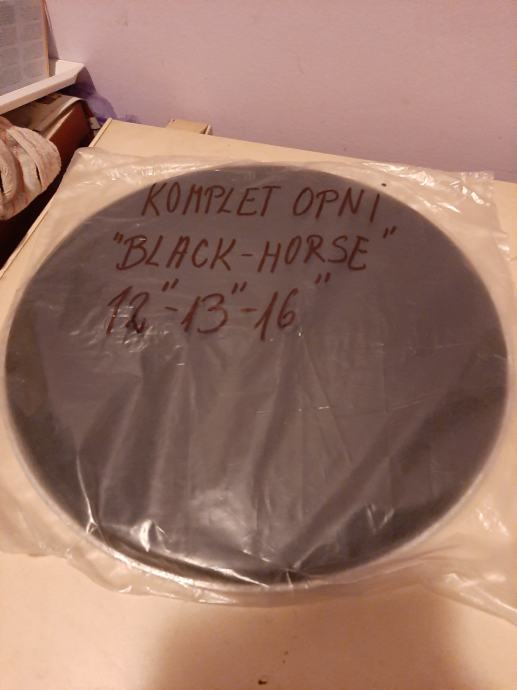 KOMPLET OPNI
"BLACK-HORSE"
12"-13"-16"